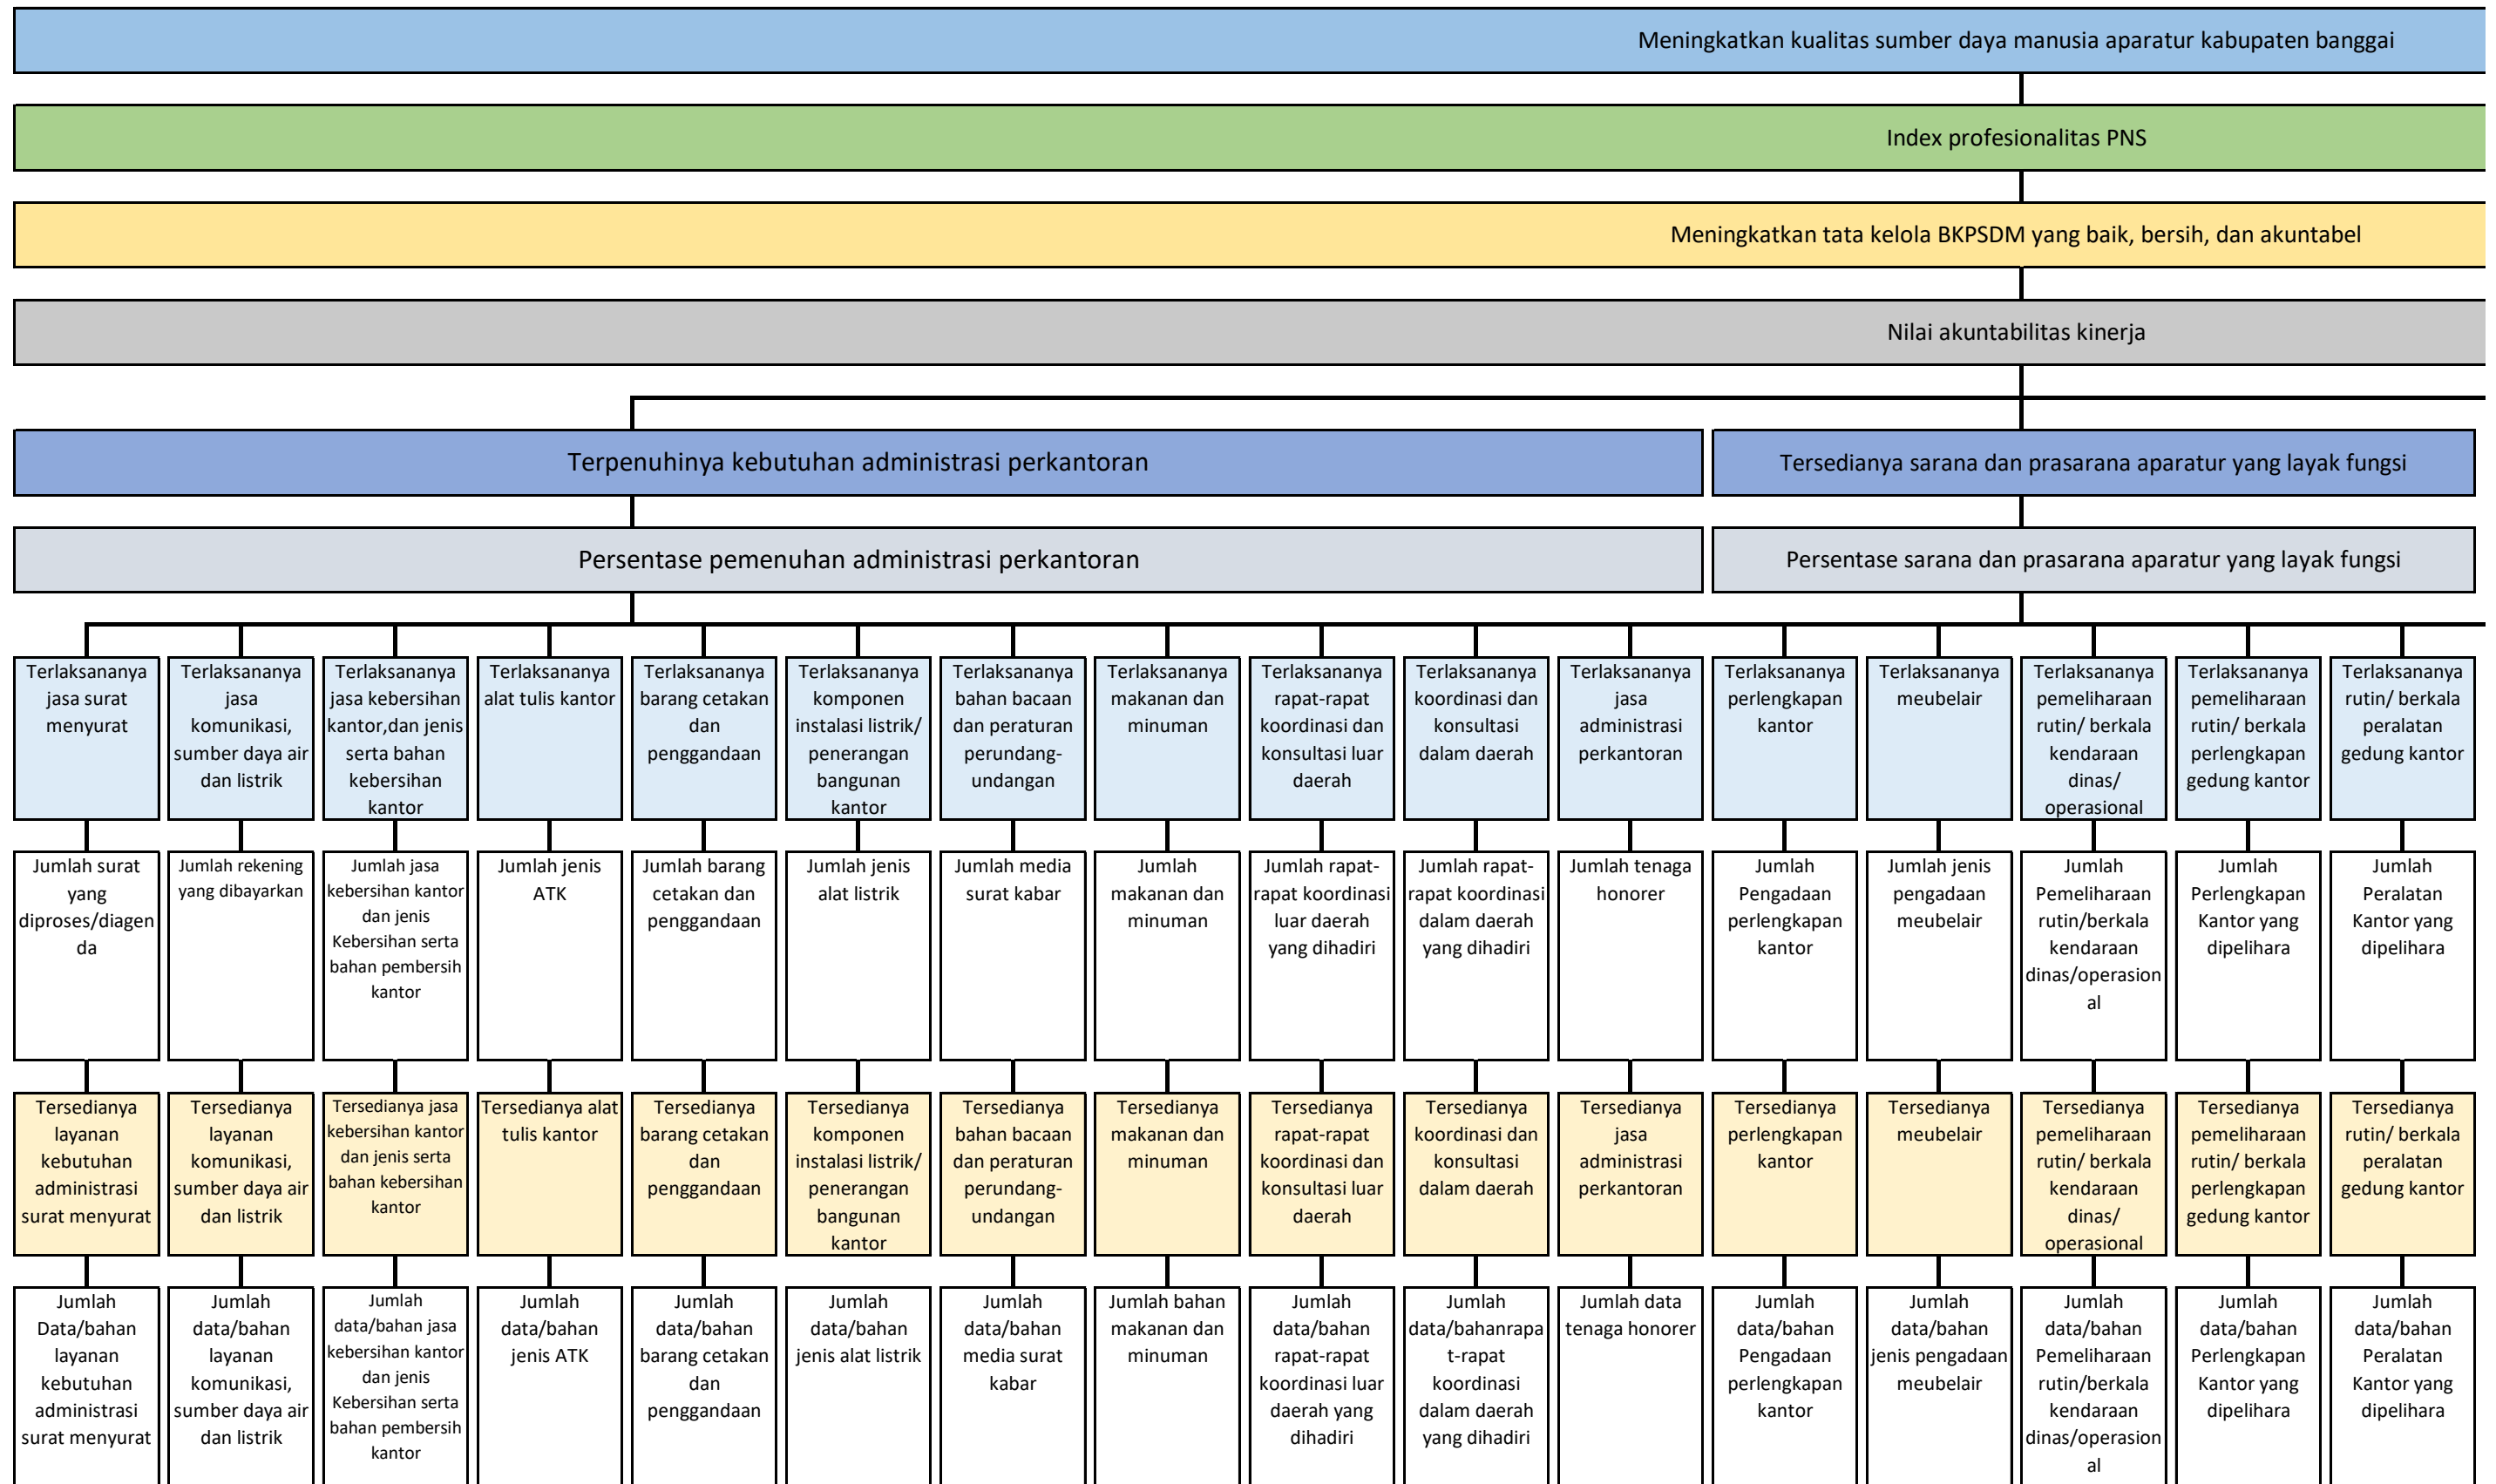 Meningkatkan kualitas sumber daya manusia aparatur kabupaten banggai
Index profesionalitas PNS
Meningkatkan tata kelola BKPSDM yang baik, bersih, dan akuntabel
Nilai akuntabilitas kinerja
Terpenuhinya kebutuhan administrasi perkantoran
Tersedianya sarana dan prasarana aparatur yang layak fungsi
Persentase pemenuhan administrasi perkantoran
Persentase sarana dan prasarana aparatur yang layak fungsi
Terlaksananya
jasa surat
menyurat
Terlaksananya
jasa
komunikasi,
sumber daya air
dan listrik
Terlaksananya
jasa kebersihan
kantor,dan jenis
serta bahan
kebersihan
kantor
Terlaksananya
alat tulis kantor
Terlaksananya
barang cetakan
dan
penggandaan
Terlaksananya
komponen
instalasi listrik/
penerangan
bangunan
kantor
Terlaksananya
bahan bacaan
dan peraturan
perundang-
undangan
Terlaksananya
makanan dan
minuman
Terlaksananya
rapat-rapat
koordinasi dan
konsultasi luar
daerah
Terlaksananya
koordinasi dan
konsultasi
dalam daerah
Terlaksananya
jasa
administrasi
perkantoran
Terlaksananya
perlengkapan
kantor
Terlaksananya
meubelair
Terlaksananya
pemeliharaan
rutin/ berkala
kendaraan
dinas/
operasional
Terlaksananya
pemeliharaan
rutin/ berkala
perlengkapan
gedung kantor
Terlaksananya
rutin/ berkala
peralatan
gedung kantor
Jumlah surat
yang
diproses/diagen
da
Jumlah rekening
yang dibayarkan
Jumlah jasa
kebersihan kantor
dan jenis
Kebersihan serta
bahan pembersih
kantor
Jumlah jenis
ATK
Jumlah barang
cetakan dan
penggandaan
Jumlah jenis
alat listrik
Jumlah media
surat kabar
Jumlah
makanan dan
minuman
Jumlah rapat-
rapat koordinasi
luar daerah
yang dihadiri
Jumlah rapat-
rapat koordinasi
dalam daerah
yang dihadiri
Jumlah tenaga
honorer
Jumlah
Pengadaan
perlengkapan
kantor
Jumlah jenis
pengadaan
meubelair
Jumlah
Pemeliharaan
rutin/berkala
kendaraan
dinas/operasion
al
Jumlah
Perlengkapan
Kantor yang
dipelihara
Jumlah
Peralatan
Kantor yang
dipelihara
Tersedianya
layanan
kebutuhan
administrasi
surat menyurat
Tersedianya
layanan
komunikasi,
sumber daya air
dan listrik
Tersedianya jasa
kebersihan kantor
dan jenis serta
bahan kebersihan
kantor
Tersedianya alat
tulis kantor
Tersedianya
barang cetakan
dan
penggandaan
Tersedianya
komponen
instalasi listrik/
penerangan
bangunan
kantor
Tersedianya
bahan bacaan
dan peraturan
perundang-
undangan
Tersedianya
makanan dan
minuman
Tersedianya
rapat-rapat
koordinasi dan
konsultasi luar
daerah
Tersedianya
koordinasi dan
konsultasi
dalam daerah
Tersedianya
jasa
administrasi
perkantoran
Tersedianya
perlengkapan
kantor
Tersedianya
meubelair
Tersedianya
pemeliharaan
rutin/ berkala
kendaraan
dinas/
operasional
Tersedianya
pemeliharaan
rutin/ berkala
perlengkapan
gedung kantor
Tersedianya
rutin/ berkala
peralatan
gedung kantor
Jumlah
Data/bahan
layanan
kebutuhan
administrasi
surat menyurat
Jumlah
data/bahan
layanan
komunikasi,
sumber daya air
dan listrik
Jumlah
data/bahan jasa
kebersihan kantor
dan jenis
Kebersihan serta
bahan pembersih
kantor
Jumlah
data/bahan
jenis ATK
Jumlah
data/bahan
barang cetakan
dan
penggandaan
Jumlah
data/bahan
jenis alat listrik
Jumlah
data/bahan
media surat
kabar
Jumlah bahan
makanan dan
minuman
Jumlah
data/bahan
rapat-rapat
koordinasi luar
daerah yang
dihadiri
Jumlah
data/bahanrapa
t-rapat
koordinasi
dalam daerah
yang dihadiri
Jumlah data
tenaga honorer
Jumlah
data/bahan
Pengadaan
perlengkapan
kantor
Jumlah
data/bahan
jenis pengadaan
meubelair
Jumlah
data/bahan
Pemeliharaan
rutin/berkala
kendaraan
dinas/operasion
al
Jumlah
data/bahan
Perlengkapan
Kantor yang
dipelihara
Jumlah
data/bahan
Peralatan
Kantor yang
dipelihara